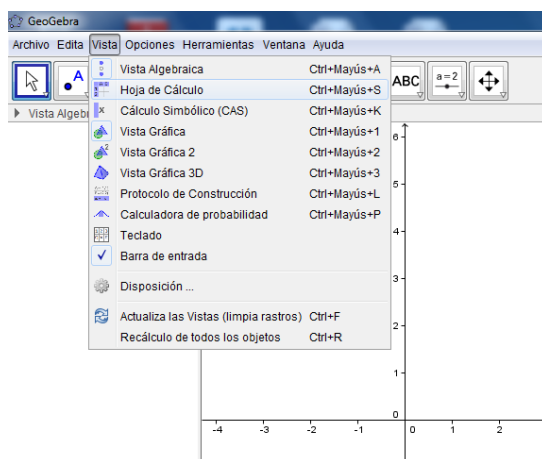 GeoGebra
Archivo Edita Vista Opciones Herramientas Ventana Ayuda
A ABC a=2
Vista Algebraica Ctrl+Mayús+A
Hoja de Cálculo Ctrl+Mayús+S
Vista Algebr
Cálculo Simbólico (CAS) Ctrl+Mayús+K
Vista Gráfica Ctrl+Mayús+1
Vista Gráfica 2 Ctrl+Mayús+2
Vista Gráfica 3D Ctrl+Mayús+3
Protocolo de Construcción Ctrl+Mayús+L
Calculadora de probabilidad Ctrl+Mayús+P
Teclado
Barra de entrada
Disposición ...
Actualiza las Vistas (limpia rastros) Ctrl+F
Recálculo de todos los objetos Ctrl+R
6
5
4
3
2
1
0
-4 -3 -2 -1 0 1 2